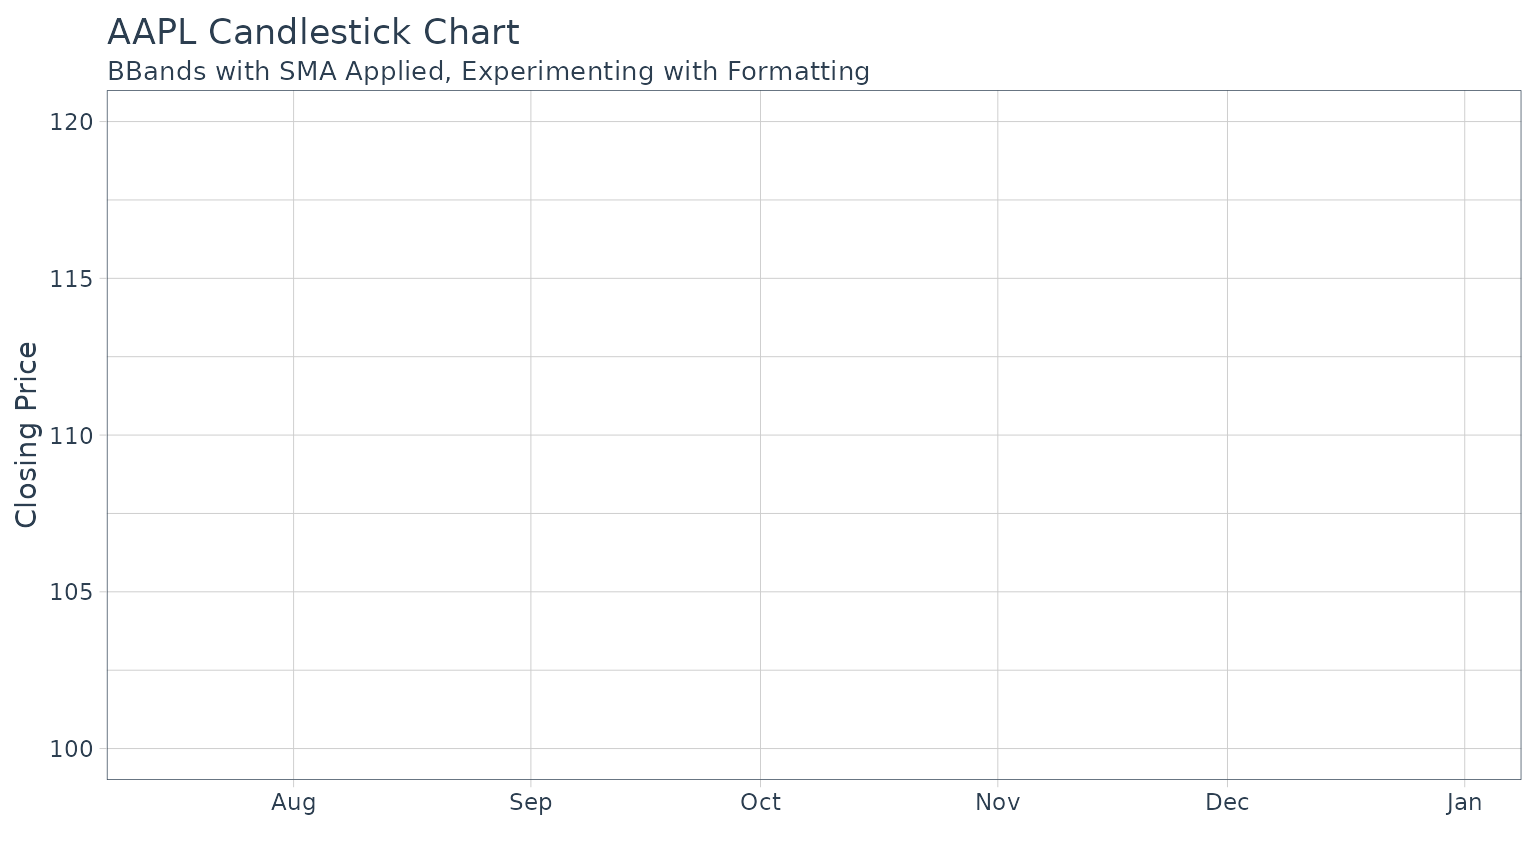 AAPL Candlestick Chart
BBands with SMA Applied, Experimenting with Formatting
Closing Price
120
115
110
105
100
Aug Sep Oct Nov Dec Jan